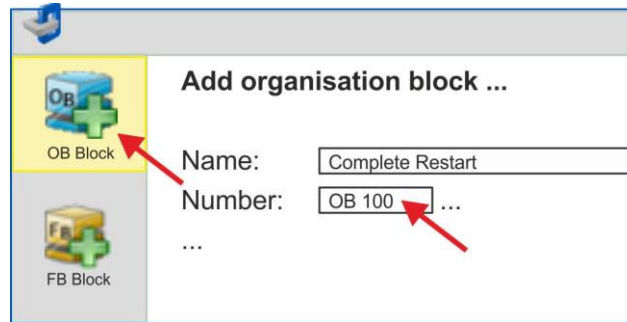 Add organisation block ...
OB
OB Block
Name: Complete Restart
Number: OB 100 ...
...
FB
FB Block